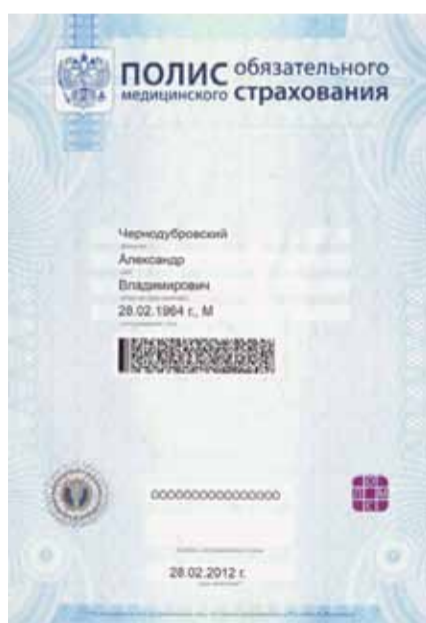 ПОЛИС обязательного
медицинского страхования
Чернодубровский
Александр
Владимирович
28.02.1964 г., М
0000000000000000
28.02.2012 г.